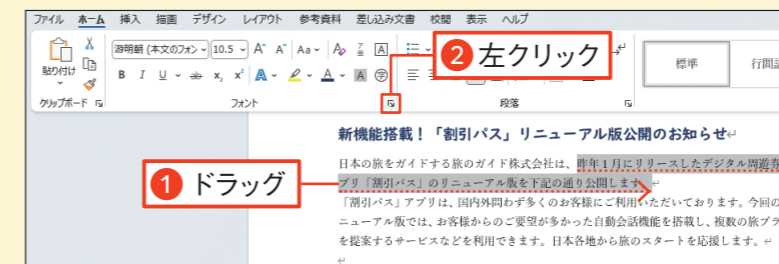 ファイル ホーム 挿入 描画 デザイン レイアウト 参考資料 差し込み文書 校閲 表示 ヘルプ
貼り付け
游明朝 (本文のフォン 10.5 A A Aa
B I U ab x₂ x² A A A 字
標準 行間詰
クリップボード フォント 段落
❷ 左クリック
新機能搭載！「割引パス」リニューアル版公開のお知らせ↵
日本の旅をガイドする旅のガイド株式会社は、昨年1月にリリースしたデジタル周遊券
プリ「割引パス」のリニューアル版を下記の通り公開します。↵
❶ ドラッグ
「割引パス」アプリは、国内外問わず多くのお客様にご利用いただいております。今回の
ニューアル版では、お客様からのご要望が多かった自動会話機能を搭載し、複数の旅プラ
を提案するサービスなどを利用できます。日本各地から旅のスタートを応援します。↵